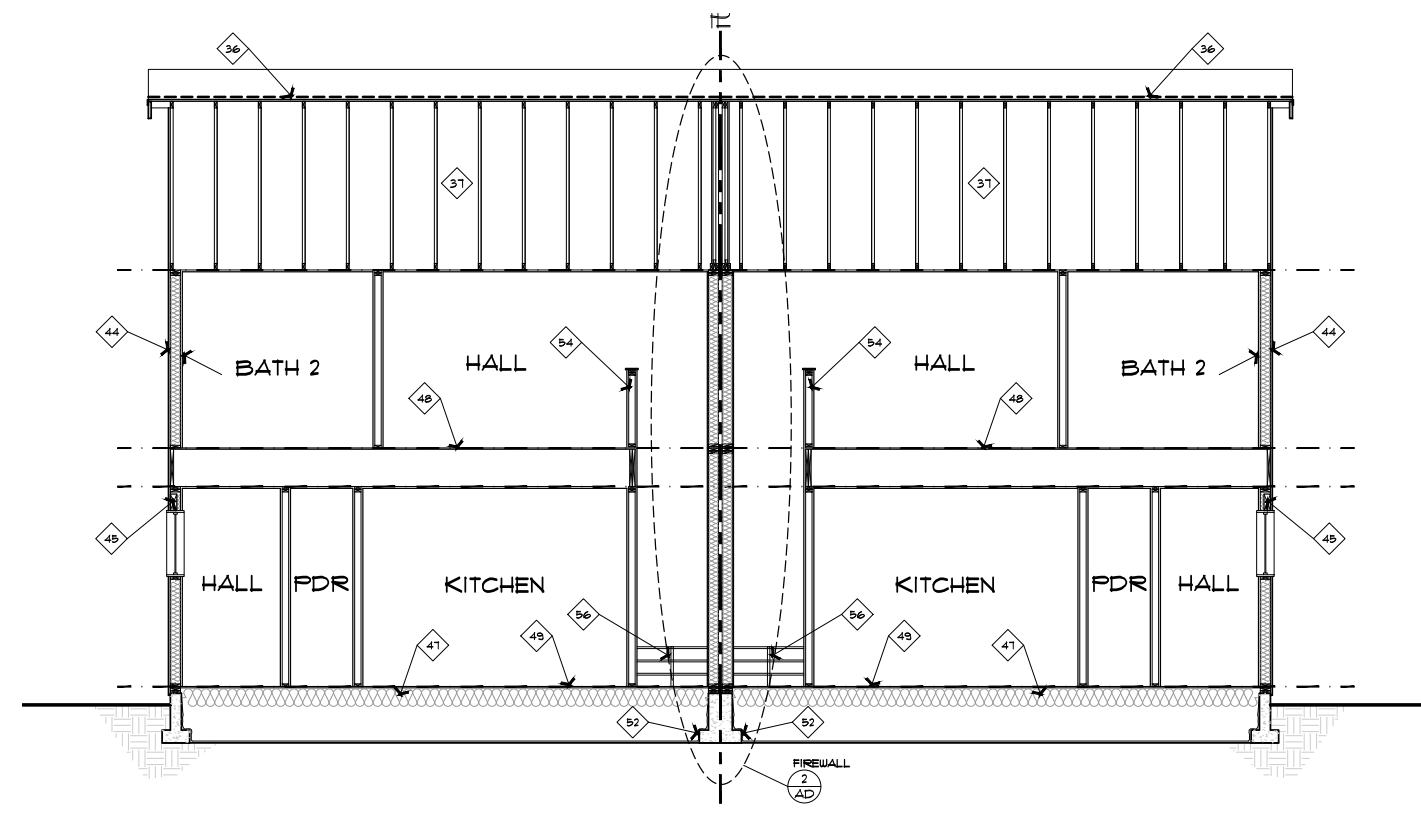 PL
36 36
37 37
44 54 54 44
BATH 2 HALL HALL BATH 2
48 48
45 45
HALL PDR KITCHEN KITCHEN PDR HALL
56 56
47 49 49 47
52 52
FIREWALL
2
AD